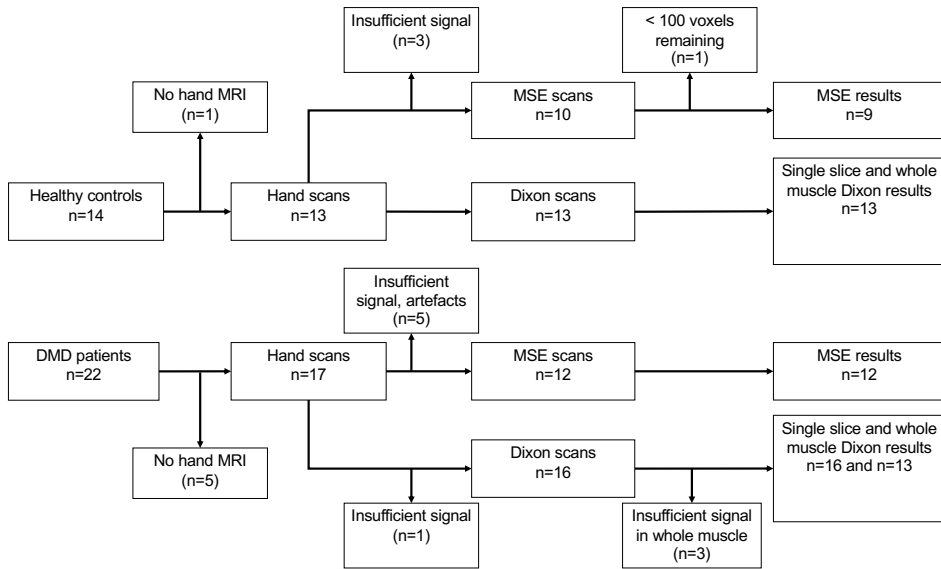 Insufficient signal
(n=3)
< 100 voxels
remaining
(n=1)
No hand MRI
(n=1)
MSE scans
n=10
MSE results
n=9
Healthy controls
n=14
Hand scans
n=13
Dixon scans
n=13
Single slice and whole
muscle Dixon results
n=13
Insufficient
signal, artefacts
(n=5)
DMD patients
n=22
Hand scans
n=17
MSE scans
n=12
MSE results
n=12
No hand MRI
(n=5)
Dixon scans
n=16
Single slice and whole
muscle Dixon results
n=16 and n=13
Insufficient signal
(n=1)
Insufficient signal
in whole muscle
(n=3)